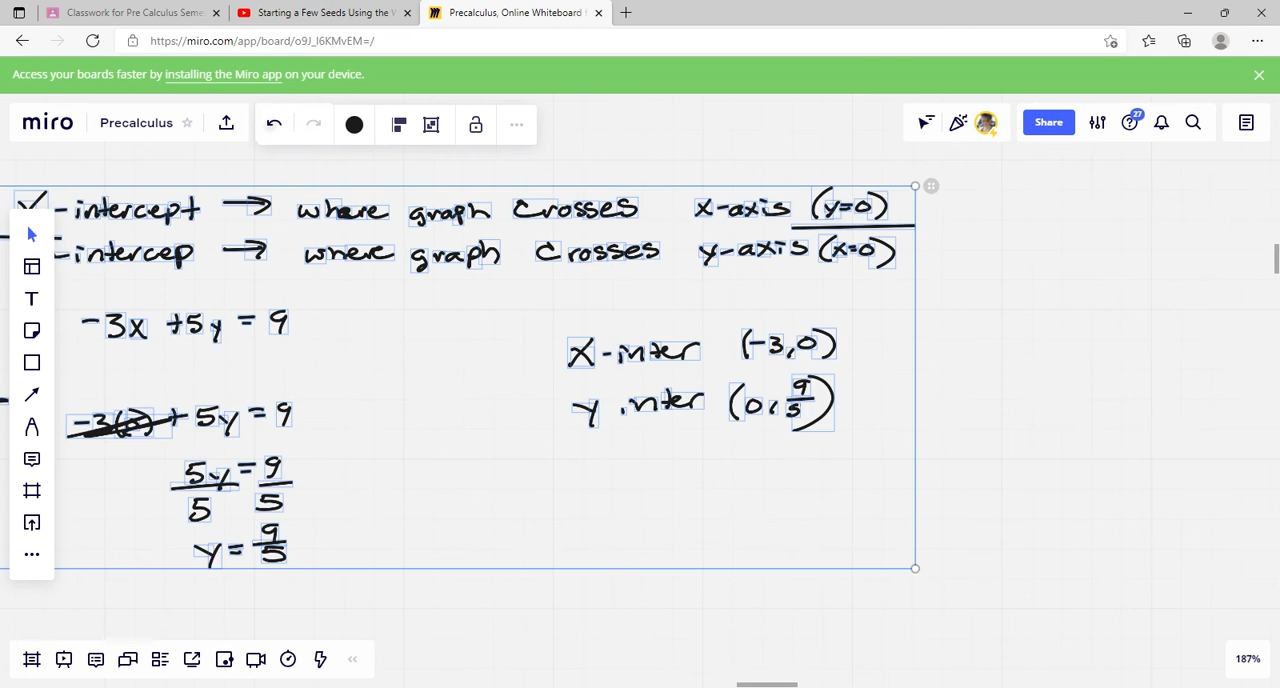 Classwork for Pre Calculus Seme
Starting a Few Seeds Using the W
Precalculus, Online Whiteboard
https://miro.com/app/board/o9J_l6KMvEM=/
Access your boards faster by installing the Miro app on your device.
miro
Precalculus
Share
27
-intercept → where graph crosses x-axis (y=0)
-intercep → where graph crosses y-axis (x=0)
-3x +5y = 9
x-inter (-3,0)
y inter (0, 9/5)
-3(0) + 5y = 9
5y/5 = 9/5
y = 9/5
187%